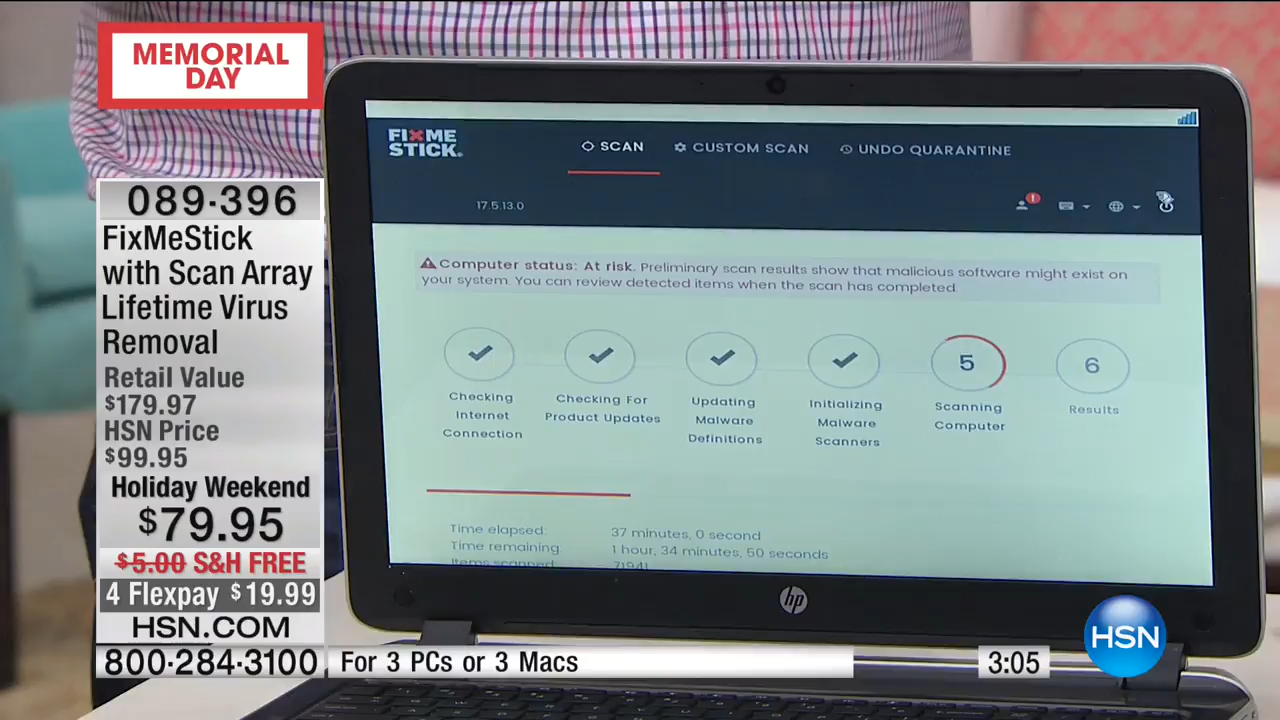 MEMORIAL
DAY
089·396
FixMeStick
with Scan Array
Lifetime Virus
Removal
Retail Value
$179.97
HSN Price
$99.95
Holiday Weekend
$79.95
$5.00 S&H FREE
4 Flexpay $19.99
HSN.COM
800·284·3100
For 3 PCs or 3 Macs
3:05
HSN
FIXME
STICK.
SCAN
CUSTOM SCAN
UNDO QUARANTINE
17.5.13.0
Computer status: At risk. Preliminary scan results show that malicious software might exist on
your system. You can review detected items when the scan has completed.
Checking
Internet
Connection
Checking For
Product Updates
Updating
Malware
Definitions
Initializing
Malware
Scanners
5
Scanning
Computer
6
Results
Time elapsed: 37 minutes, 0 second
Time remaining: 1 hour, 34 minutes, 50 seconds
Items scanned: 71941
hp